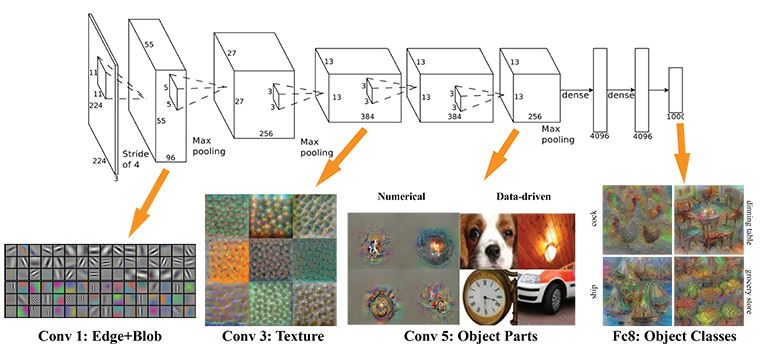 55
27
13
13
13
11
11
5
5
3
3
3
3
3
3
224
55
27
13
13
13
dense
dense
224
Stride
of 4
3
96
Max
pooling
256
Max
pooling
384
384
256
Max
pooling
4096
4096
1000
Numerical
Data-driven
cock
dinning table
ship
grocery store
Conv 1: Edge+Blob
Conv 3: Texture
Conv 5: Object Parts
Fc8: Object Classes